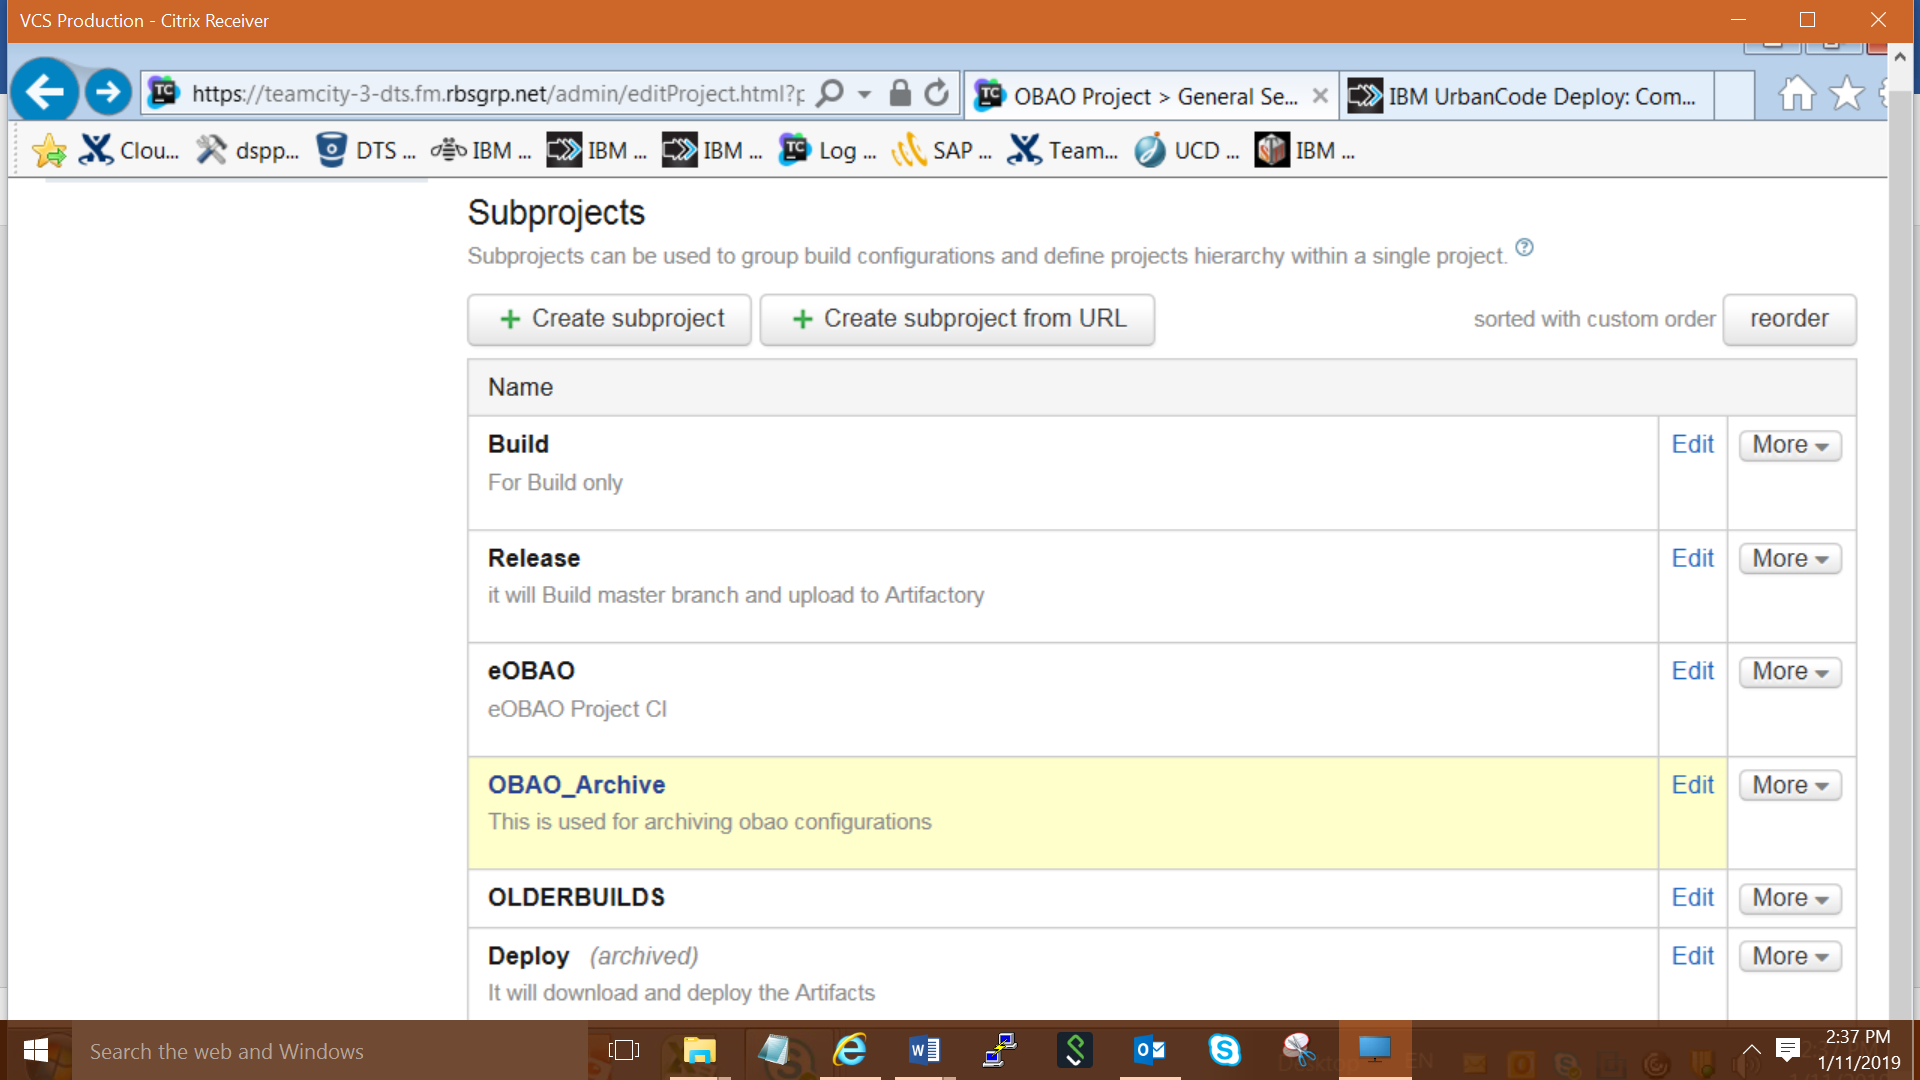 VCS Production - Citrix Receiver
https://teamcity-3-dts.fm.rbsgrp.net/admin/editProject.html?p
OBAO Project > General Se...
IBM UrbanCode Deploy: Com...
Clou...
dspp...
DTS ...
IBM ...
IBM ...
IBM ...
Log ...
SAP ...
Team...
UCD ...
IBM ...
Subprojects
Subprojects can be used to group build configurations and define projects hierarchy within a single project.
+ Create subproject
+ Create subproject from URL
sorted with custom order
reorder
Name
Build
Edit
More
For Build only
Release
Edit
More
it will Build master branch and upload to Artifactory
eOBAO
Edit
More
eOBAO Project CI
OBAO_Archive
Edit
More
This is used for archiving obao configurations
OLDERBUILDS
Edit
More
Deploy (archived)
Edit
More
It will download and deploy the Artifacts
Search the web and Windows
2:37 PM
1/11/2019